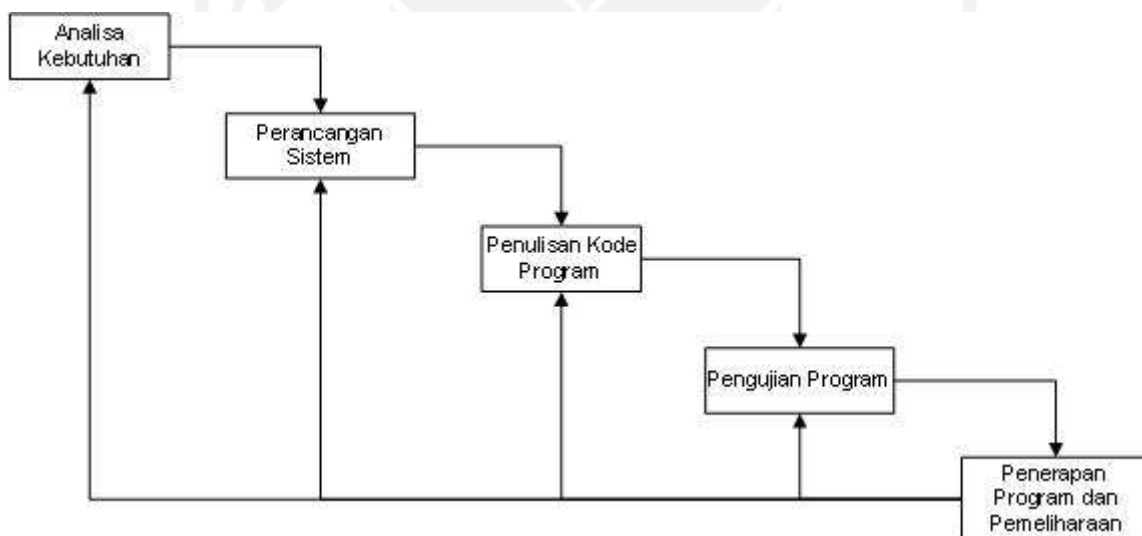 Analisa
Kebutuhan
Perancangan
Sistem
Penulisan Kode
Program
Pengujian Program
Penerapan
Program dan
Pemeliharaan